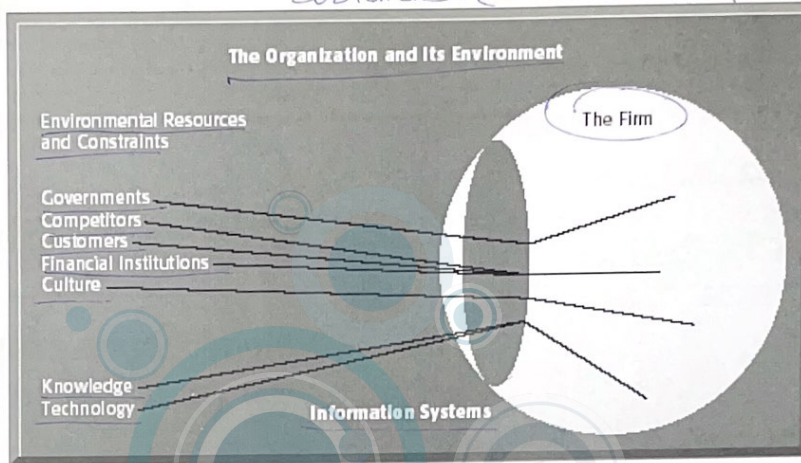 The Organization and Its Environment
Environmental Resources
and Constraints
The Firm
Governments
Competitors
Customers
Financial Institutions
Culture
Knowledge
Technology
Information Systems